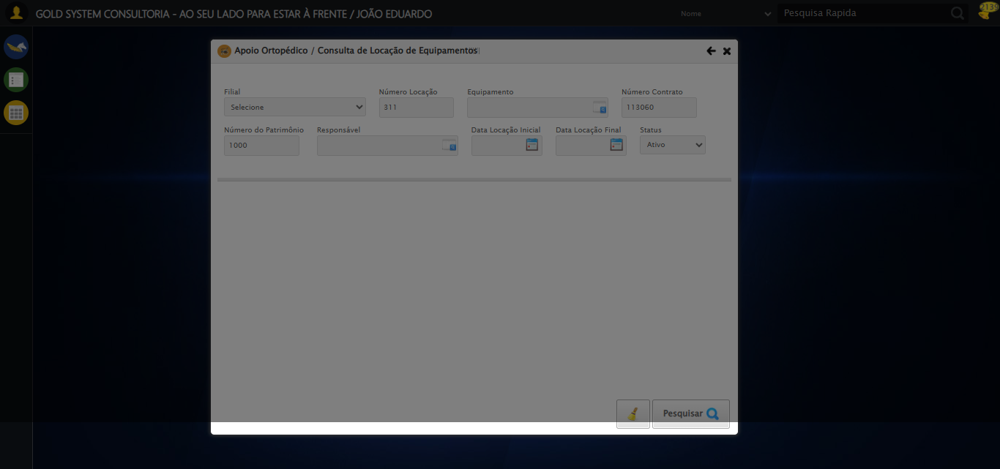 GOLD SYSTEM CONSULTORIA - AO SEU LADO PARA ESTAR À FRENTE / JOÃO EDUARDO
Nome
Pesquisa Rapida
2139
Apoio Ortopédico / Consulta de Locação de Equipamentos
Filial
Número Locação
Equipamento
Número Contrato
Selecione
311
113060
Número do Patrimônio
Responsável
Data Locação Inicial
Data Locação Final
Status
1000
Ativo
Pesquisar